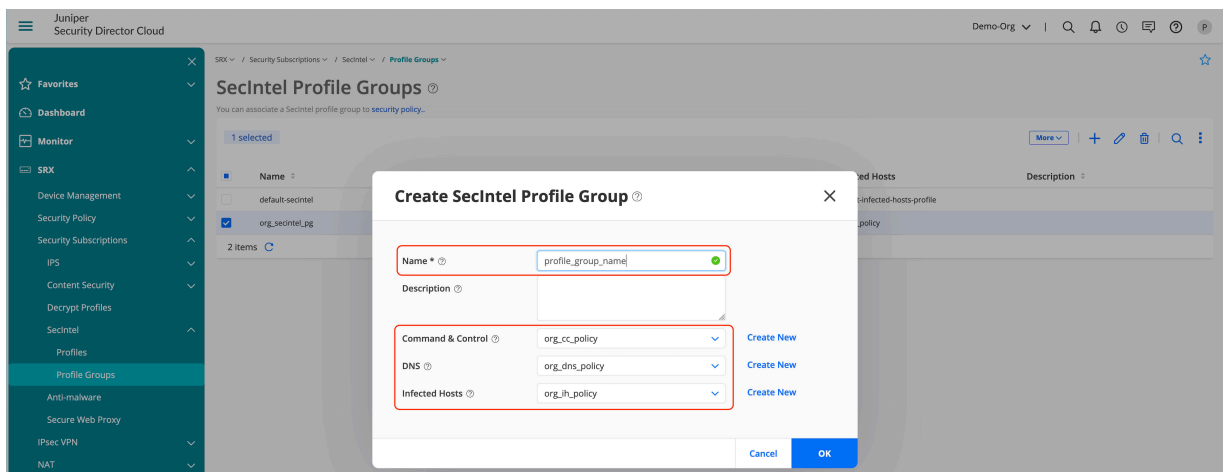 Juniper
Security Director Cloud
Demo-Org
P
SRX / Security Subscriptions / SecIntel / Profile Groups
Favorites
Dashboard
Monitor
SRX
Device Management
Security Policy
Security Subscriptions
IPS
Content Security
Decrypt Profiles
SecIntel
Profiles
Profile Groups
Anti-malware
Secure Web Proxy
IPsec VPN
NAT
SecIntel Profile Groups
You can associate a SecIntel profile group to security policy..
1 selected
More
Name
ted Hosts
Description
default-secintel
t-infected-hosts-profile
org_secintel_pg
_policy
2 items
Create SecIntel Profile Group
Name *
profile_group_name
Description
Command & Control
org_cc_policy
Create New
DNS
org_dns_policy
Create New
Infected Hosts
org_ih_policy
Create New
Cancel
OK